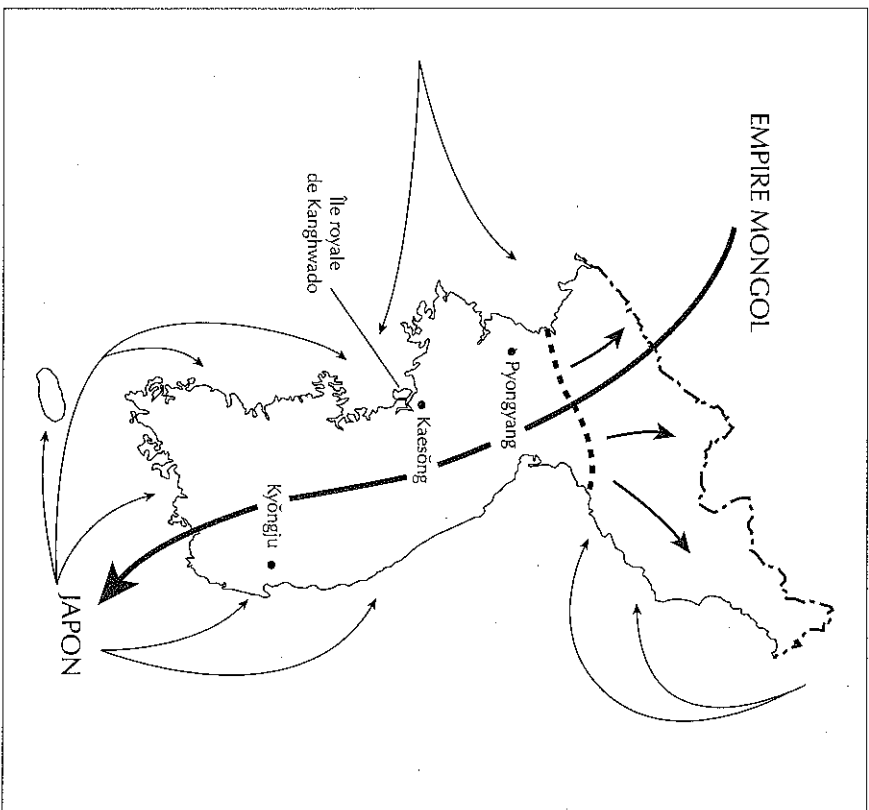 EMPIRE MONGOL
Pyongyang
Kaesŏng
Île royale
de Kanghwado
Kyŏngju
JAPON